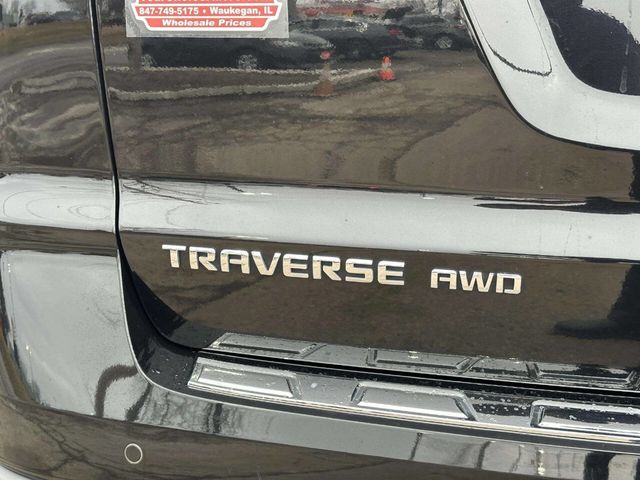 847-749-5175 • Waukegan, IL
Wholesale Prices
TRAVERSE AWD